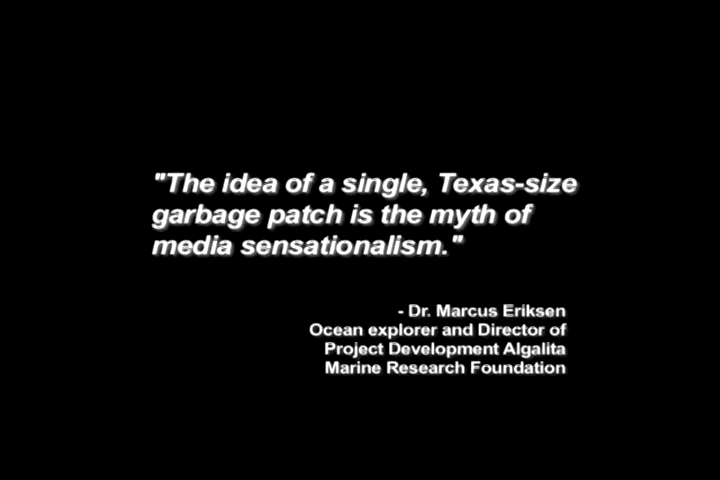 "The idea of a single, Texas-size
garbage patch is the myth of
media sensationalism."
- Dr. Marcus Eriksen
Ocean explorer and Director of
Project Development Algalita
Marine Research Foundation